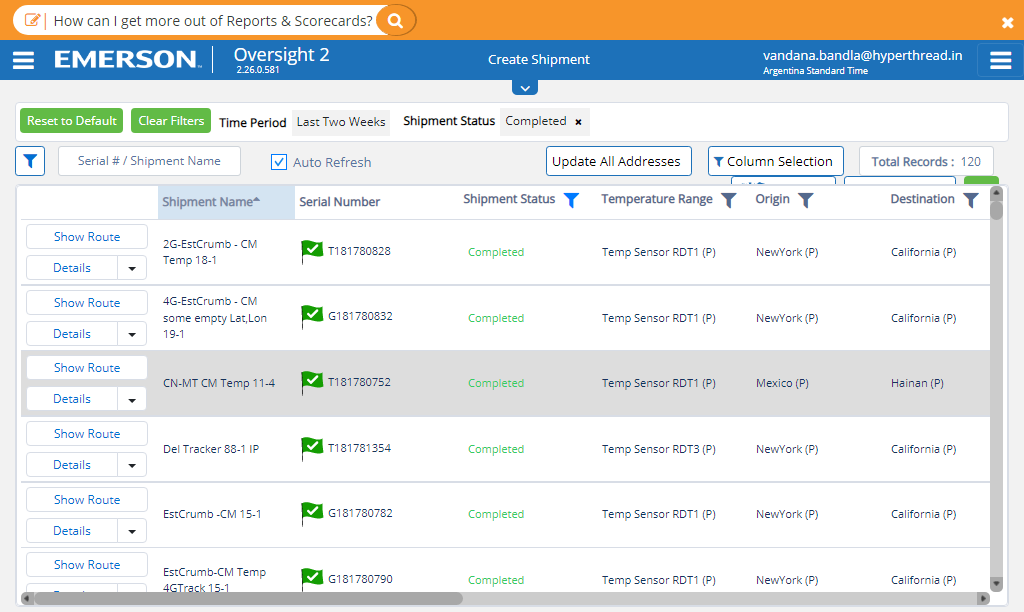 How can I get more out of Reports & Scorecards?
EMERSON
Oversight 2
2.26.0.581
Create Shipment
vandana.bandla@hyperthread.in
Argentina Standard Time
Reset to Default
Clear Filters
Time Period
Last Two Weeks
Shipment Status
Completed ×
Serial # / Shipment Name
Auto Refresh
Update All Addresses
Column Selection
Total Records : 120
Shipment Name
Serial Number
Shipment Status
Temperature Range
Origin
Destination
Show Route
Details
2G-EstCrumb - CM
Temp 18-1
T181780828
Completed
Temp Sensor RDT1 (P)
NewYork (P)
California (P)
Show Route
Details
4G-EstCrumb - CM
some empty Lat,Lon
19-1
G181780832
Completed
Temp Sensor RDT1 (P)
NewYork (P)
California (P)
Show Route
Details
CN-MT CM Temp 11-4
T181780752
Completed
Temp Sensor RDT1 (P)
Mexico (P)
Hainan (P)
Show Route
Details
Del Tracker 88-1 IP
T181781354
Completed
Temp Sensor RDT3 (P)
NewYork (P)
California (P)
Show Route
Details
EstCrumb -CM 15-1
G181780782
Completed
Temp Sensor RDT1 (P)
NewYork (P)
California (P)
Show Route
EstCrumb-CM Temp
4GTrack 15-1
G181780790
Completed
Temp Sensor RDT1 (P)
NewYork (P)
California (P)